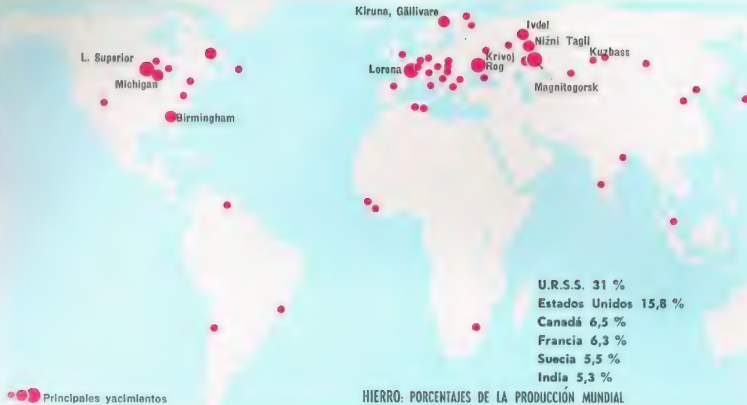 Kiruna, Gällivare
Ivdel
Nižni Tagil
Kuzbass
L. Superior
Lorena
Krivoj
Rog
Michigan
Magnitogorsk
Birmingham
U.R.S.S. 31 %
Estados Unidos 15,8 %
Canadá 6,5 %
Francia 6,3 %
Suecia 5,5 %
India 5,3 %
Principales yacimientos
HIERRO: PORCENTAJES DE LA PRODUCCIÓN MUNDIAL